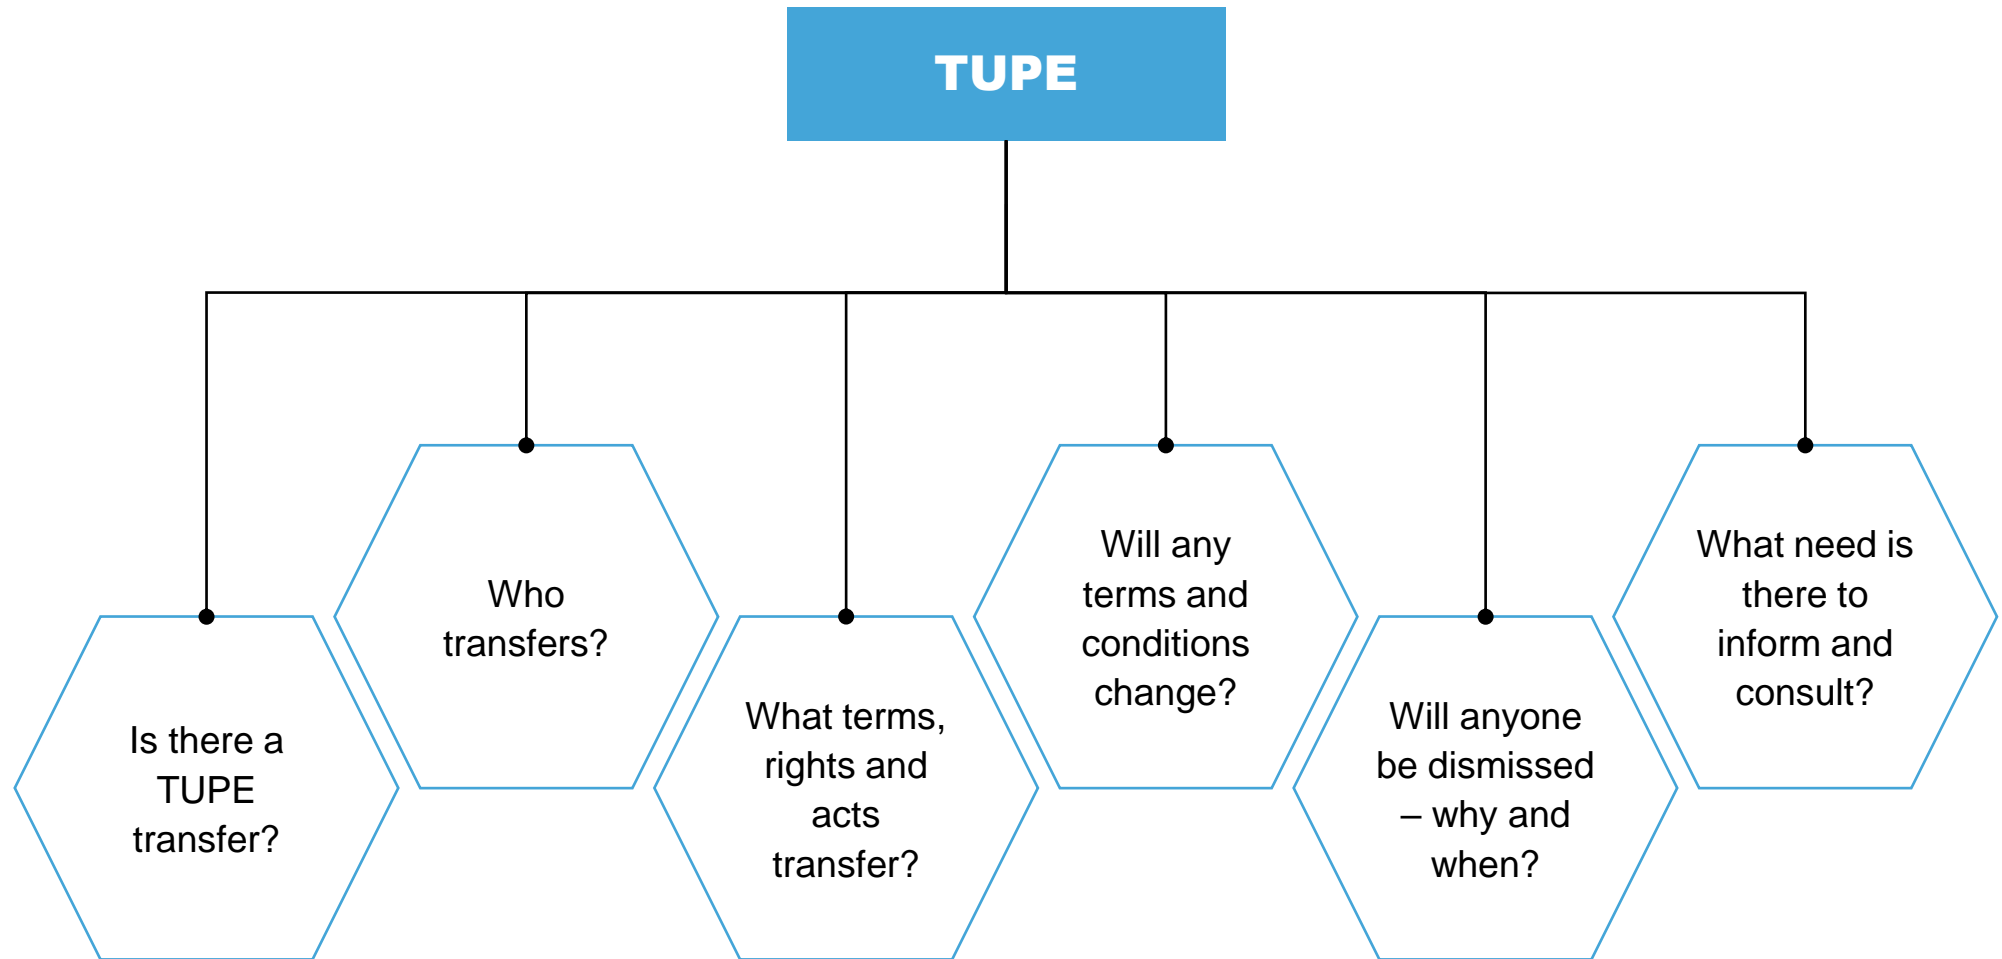 TUPE
Is there a
TUPE
transfer?
Who
transfers?
What terms,
rights and
acts
transfer?
Will any
terms and
conditions
change?
Will anyone
be dismissed
– why and
when?
What need is
there to
inform and
consult?